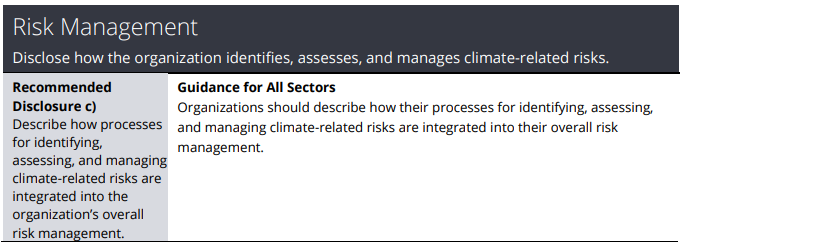 Risk Management
Disclose how the organization identifies, assesses, and manages climate-related risks.
Recommended
Disclosure c)
Describe how processes
for identifying,
assessing, and managing
climate-related risks are
integrated into the
organization’s overall
risk management.
Guidance for All Sectors
Organizations should describe how their processes for identifying, assessing,
and managing climate-related risks are integrated into their overall risk
management.